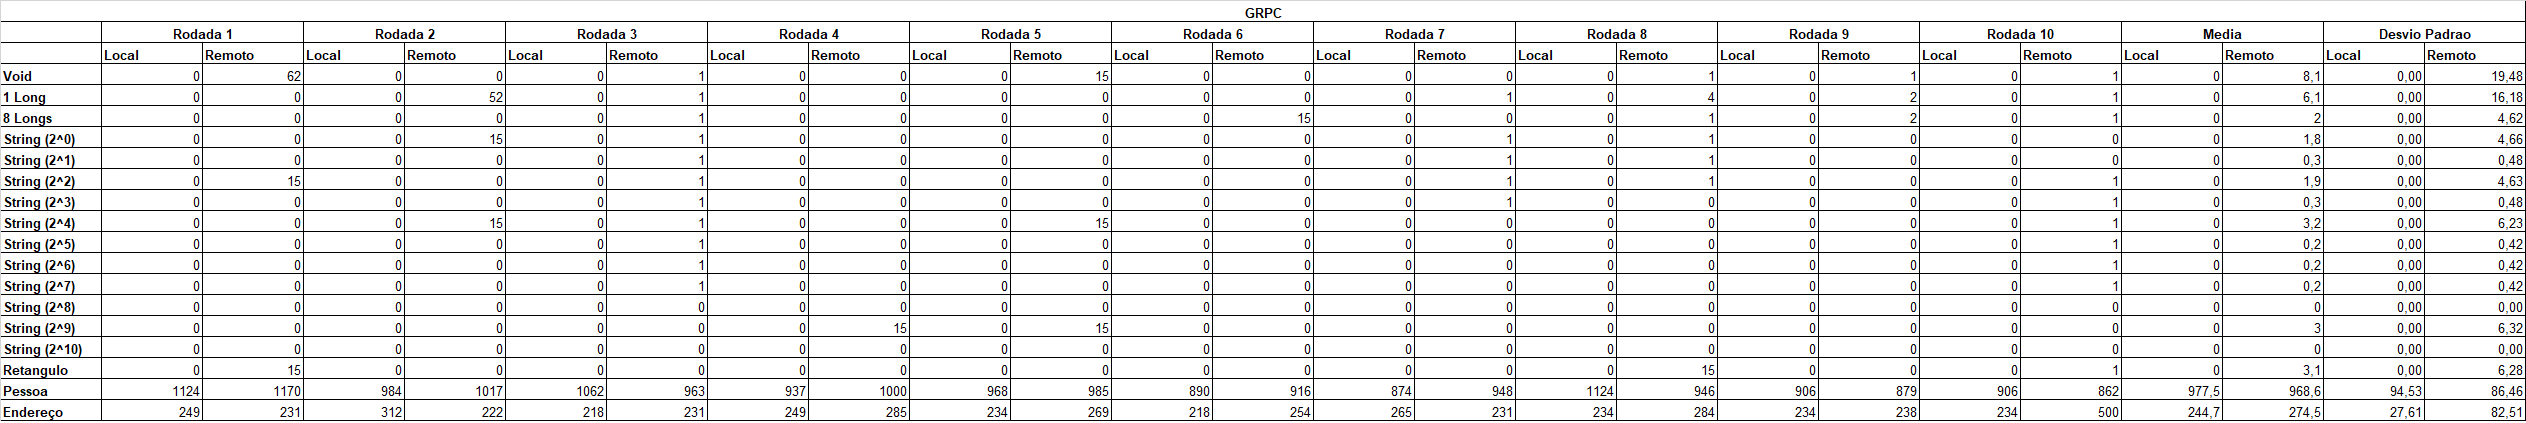 GRPC
Rodada 1 Rodada 2 Rodada 3 Rodada 4 Rodada 5 Rodada 6 Rodada 7 Rodada 8 Rodada 9 Rodada 10 Media Desvio Padrao
Local Remoto Local Remoto Local Remoto Local Remoto Local Remoto Local Remoto Local Remoto Local Remoto Local Remoto Local Remoto Local Remoto Local Remoto
Void 0 62 0 0 0 1 0 0 0 15 0 0 0 0 0 1 0 1 0 1 0 8,1 0,00 19,48
1 Long 0 0 0 52 0 1 0 0 0 0 0 0 0 1 0 4 0 2 0 1 0 6,1 0,00 16,18
8 Longs 0 0 0 0 0 1 0 0 0 0 0 15 0 0 0 1 0 2 0 1 0 2 0,00 4,62
String (2^0) 0 0 0 15 0 1 0 0 0 0 0 0 0 1 0 1 0 0 0 0 0 1,8 0,00 4,66
String (2^1) 0 0 0 0 0 1 0 0 0 0 0 0 0 1 0 1 0 0 0 0 0 0,3 0,00 0,48
String (2^2) 0 15 0 0 0 1 0 0 0 0 0 0 0 1 0 1 0 0 0 1 0 1,9 0,00 4,63
String (2^3) 0 0 0 0 0 1 0 0 0 0 0 0 0 1 0 0 0 0 0 1 0 0,3 0,00 0,48
String (2^4) 0 0 0 15 0 1 0 0 0 15 0 0 0 0 0 0 0 0 0 1 0 3,2 0,00 6,23
String (2^5) 0 0 0 0 0 1 0 0 0 0 0 0 0 0 0 0 0 0 0 1 0 0,2 0,00 0,42
String (2^6) 0 0 0 0 0 1 0 0 0 0 0 0 0 0 0 0 0 0 0 1 0 0,2 0,00 0,42
String (2^7) 0 0 0 0 0 1 0 0 0 0 0 0 0 0 0 0 0 0 0 1 0 0,2 0,00 0,42
String (2^8) 0 0 0 0 0 0 0 0 0 0 0 0 0 0 0 0 0 0 0 0 0 0 0,00 0,00
String (2^9) 0 0 0 0 0 0 0 15 0 15 0 0 0 0 0 0 0 0 0 0 0 3 0,00 6,32
String (2^10) 0 0 0 0 0 0 0 0 0 0 0 0 0 0 0 0 0 0 0 0 0 0 0,00 0,00
Retangulo 0 15 0 0 0 0 0 0 0 0 0 0 0 0 0 15 0 0 0 1 0 3,1 0,00 6,28
Pessoa 1124 1170 984 1017 1062 963 937 1000 968 985 890 916 874 948 1124 946 906 879 906 862 977,5 968,6 94,53 86,46
Endereço 249 231 312 222 218 231 249 285 234 269 218 254 265 231 234 284 234 238 234 500 244,7 274,5 27,61 82,51